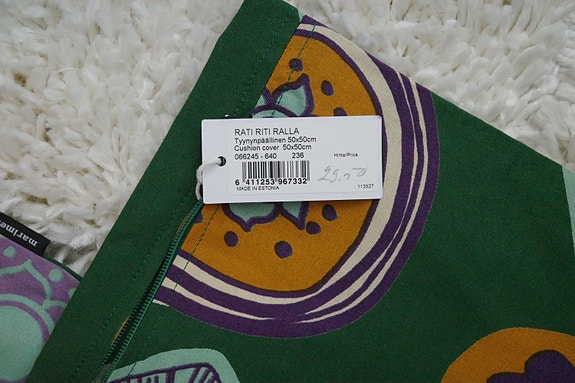 RATI RITI RALLA
Tyynynpäällinen 50x50cm
Cushion cover 50x50cm
066245 - 640 236 Hinta/Price
6 411253 967332
MADE IN ESTONIA 113527
marime